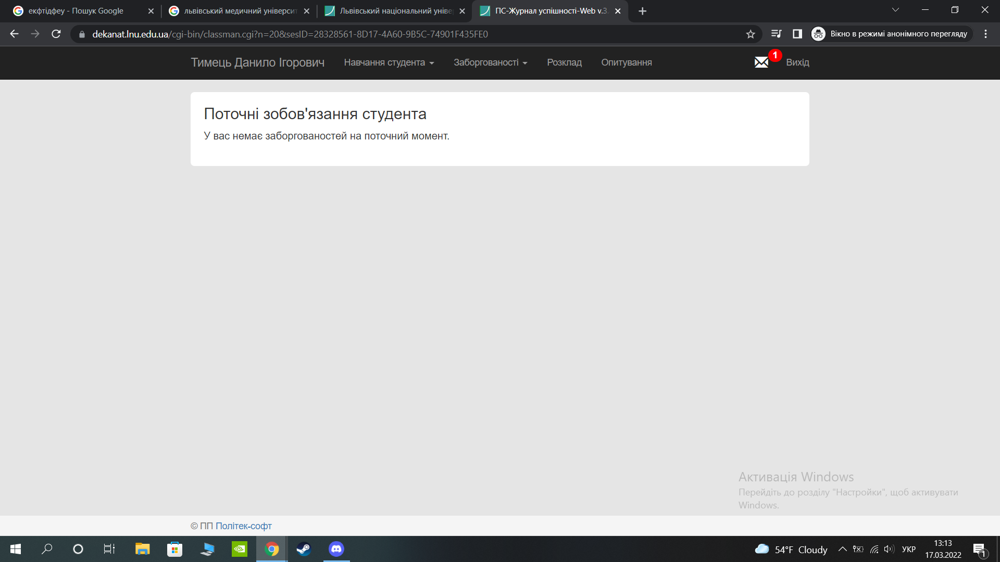 екфтідфеу - Пошук Google
львівський медичний університ
Львівський національний уніве
ПС-Журнал успішності-Web v.3.
dekanat.lnu.edu.ua/cgi-bin/classman.cgi?n=20&sesID=28328561-8D17-4A60-9B5C-74901F435FE0
Вікно в режимі анонімного перегляду
Тимець Данило Ігорович
Навчання студента
Заборгованості
Розклад
Опитування
1
Вихід
Поточні зобов'язання студента
У вас немає заборгованостей на поточний момент.
Активація Windows
Перейдіть до розділу "Настройки", щоб активувати
Windows.
© ПП Політек-софт
54°F Cloudy
УКР
13:13
17.03.2022
1